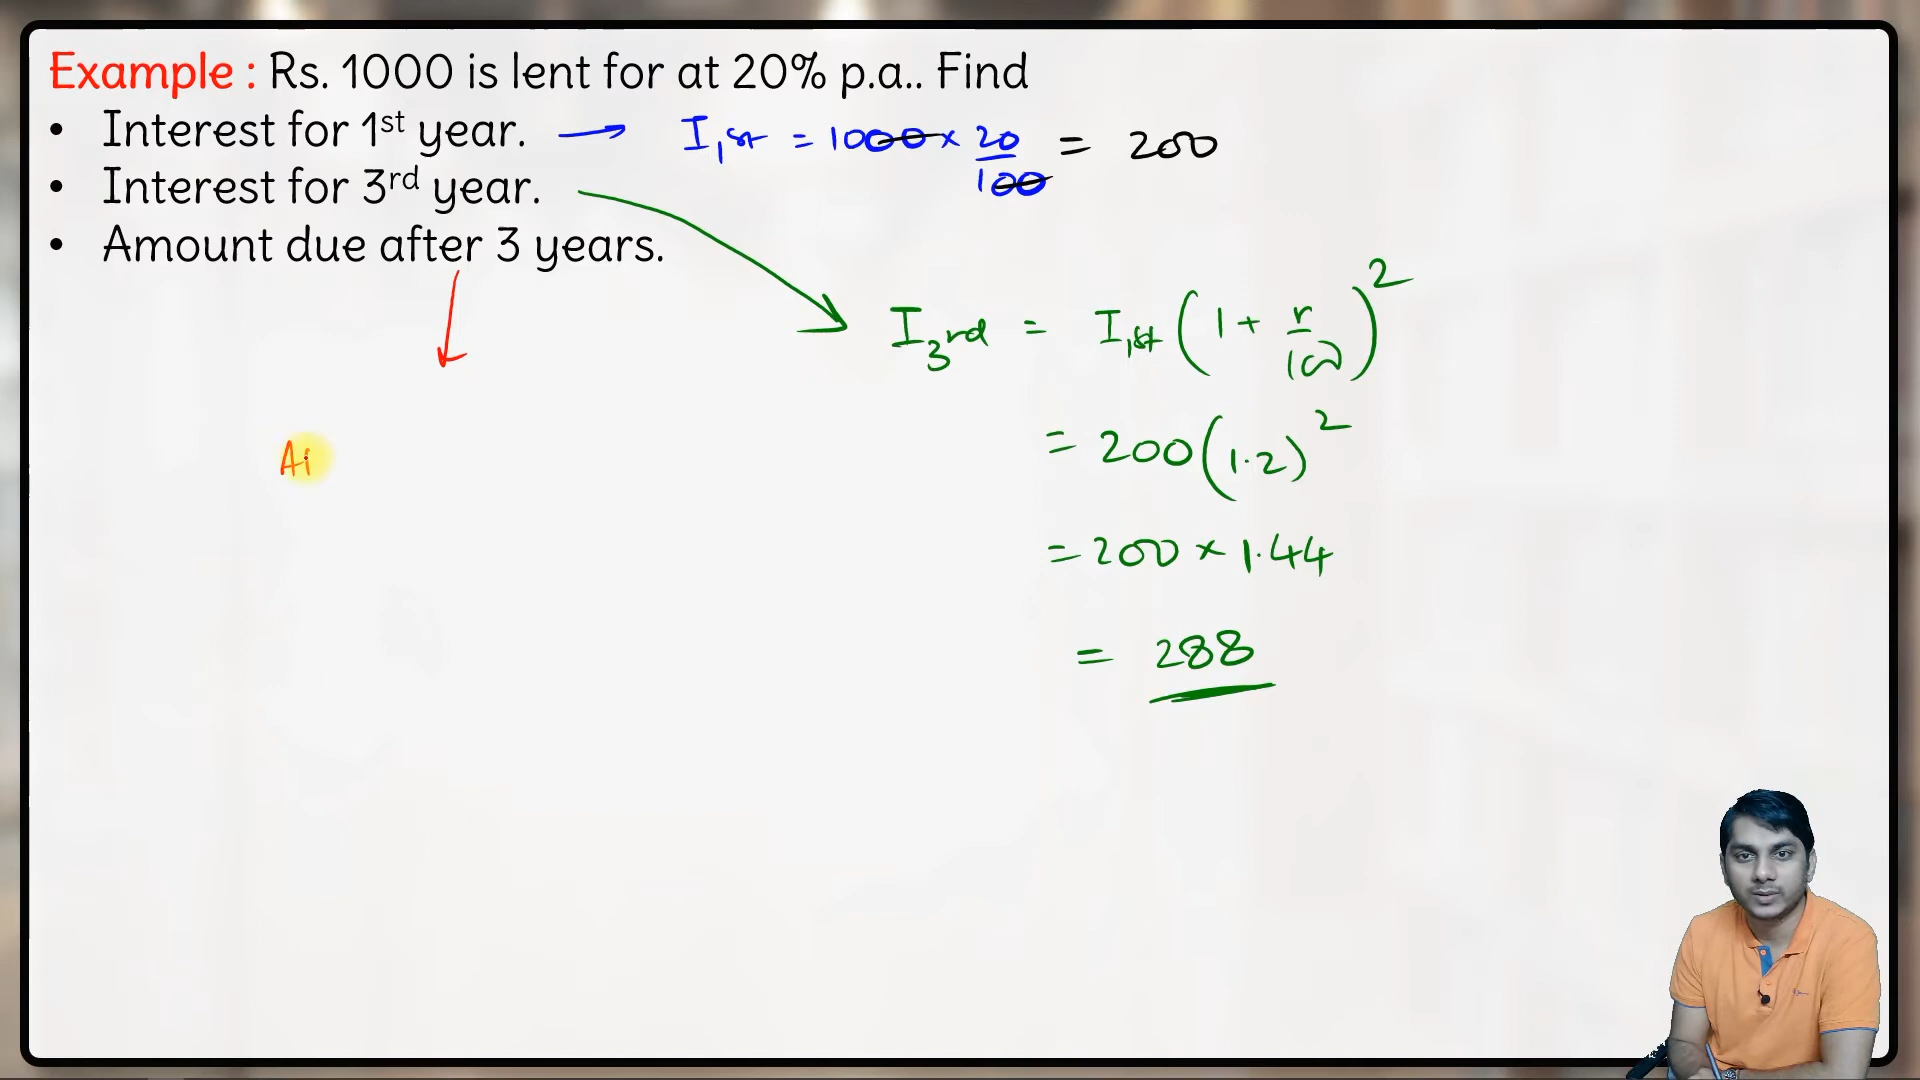 Example : Rs. 1000 is lent for at 20% p.a.. Find
• Interest for 1st year. → I1st = 1000 × 20/100 = 200
• Interest for 3rd year.
• Amount due after 3 years.
I3rd = I1st (1 + r/100)²
= 200 (1.2)²
= 200 × 1.44
= 288